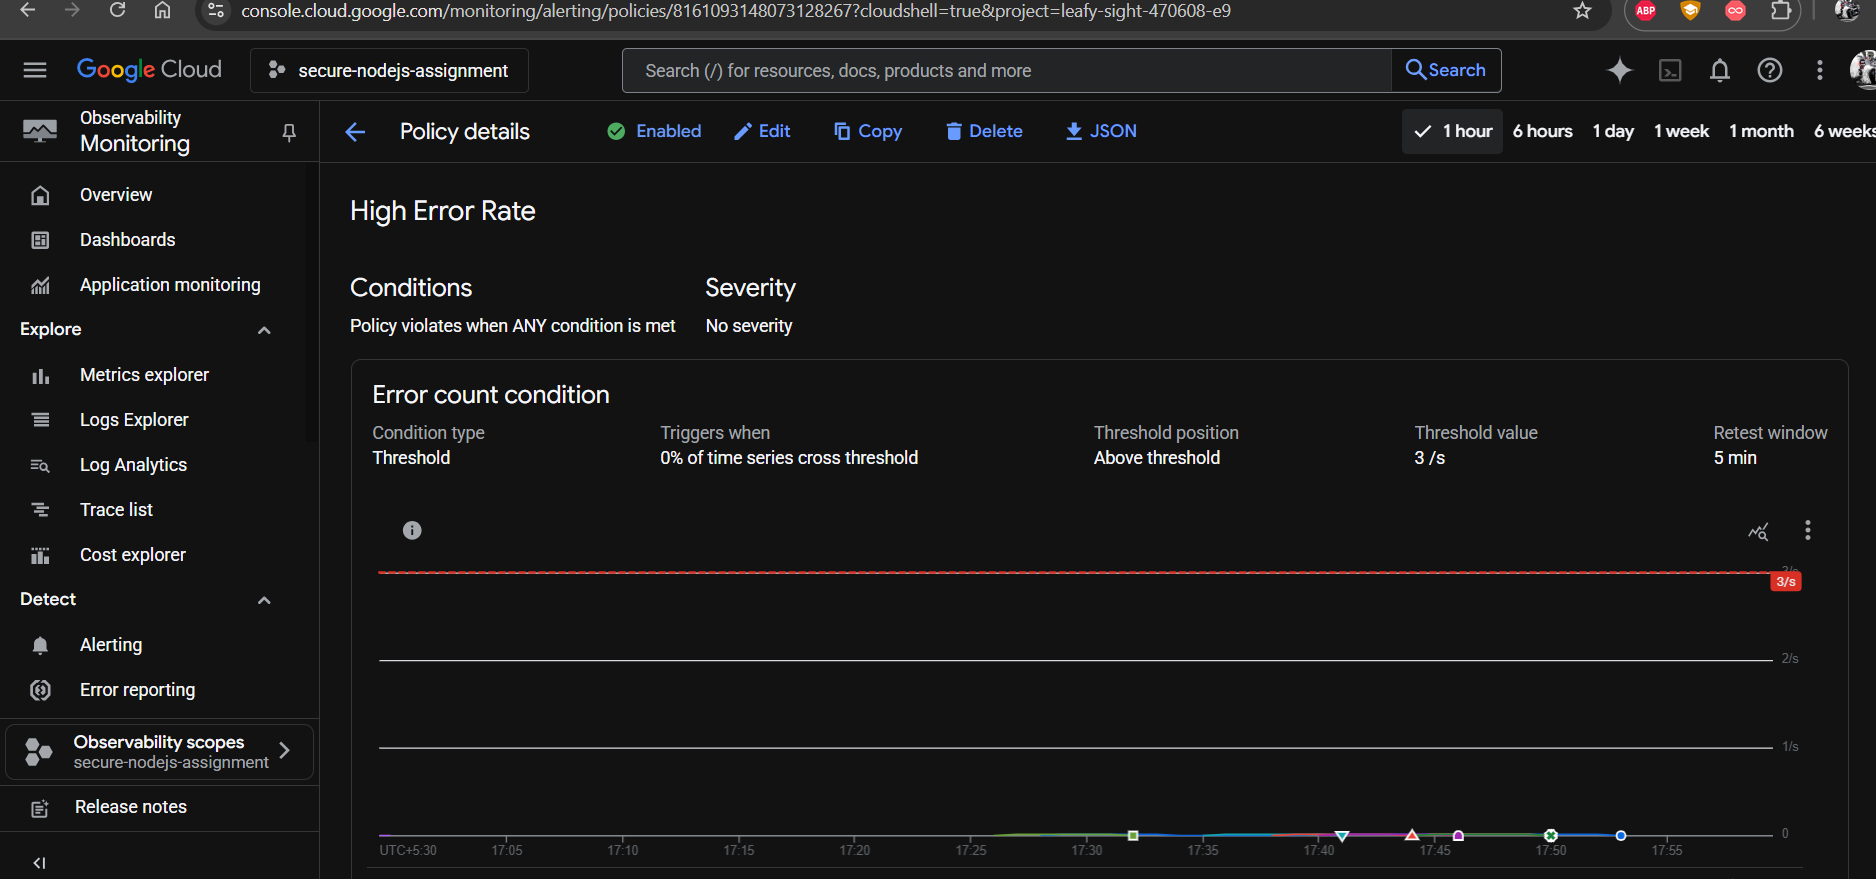 console.cloud.google.com/monitoring/alerting/policies/8161093148073128267?cloudshell=true&project=leafy-sight-470608-e9
ABP
Google Cloud
secure-nodejs-assignment
Search (/) for resources, docs, products and more
Search
Observability
Monitoring
Policy details
Enabled
Edit
Copy
Delete
JSON
1 hour
6 hours
1 day
1 week
1 month
6 weeks
Overview
Dashboards
Application monitoring
Explore
Metrics explorer
Logs Explorer
Log Analytics
Trace list
Cost explorer
Detect
Alerting
Error reporting
Observability scopes
secure-nodejs-assignment
Release notes
High Error Rate
Conditions
Policy violates when ANY condition is met
Severity
No severity
Error count condition
Condition type
Threshold
Triggers when
0% of time series cross threshold
Threshold position
Above threshold
Threshold value
3 /s
Retest window
5 min
3/s
3/s
2/s
1/s
0
UTC+5:30
17:05
17:10
17:15
17:20
17:25
17:30
17:35
17:40
17:45
17:50
17:55